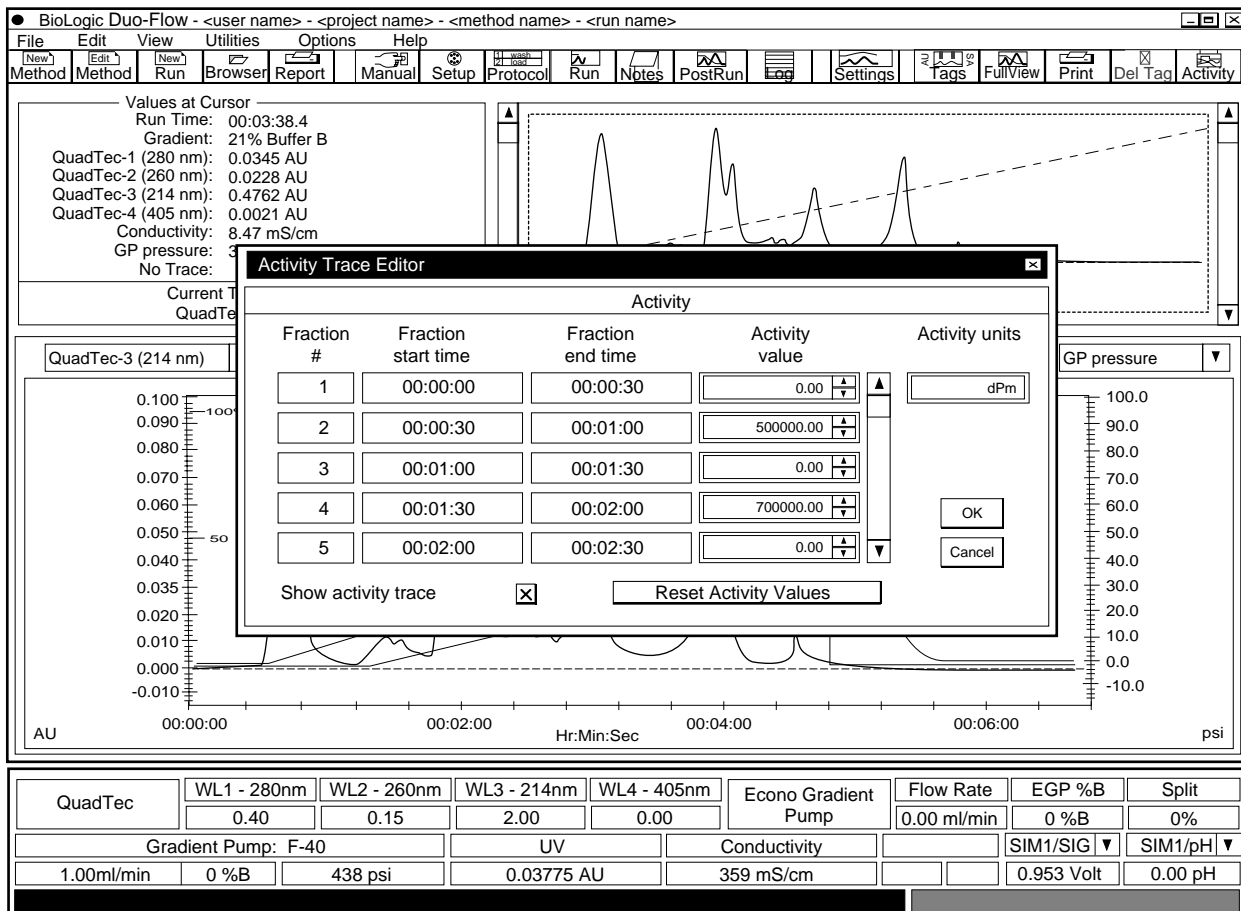 BioLogic Duo-Flow - <user name> - <project name> - <method name> - <run name>
File Edit View Utilities Options Help
New Edit New 1 wash 2 load AU SA
Method Method Run Browser Report Manual Setup Protocol Run Notes PostRun Log Settings Tags FullView Print Del Tag Activity
Values at Cursor
Run Time: 00:03:38.4
Gradient: 21% Buffer B
QuadTec-1 (280 nm): 0.0345 AU
QuadTec-2 (260 nm): 0.0228 AU
QuadTec-3 (214 nm): 0.4762 AU
QuadTec-4 (405 nm): 0.0021 AU
Conductivity: 8.47 mS/cm
GP pressure: 3
No Trace:
Current T
QuadTe
Activity Trace Editor
Activity
Fraction # Fraction start time Fraction end time Activity value Activity units
1 00:00:00 00:00:30 0.00 dPm
2 00:00:30 00:01:00 500000.00
3 00:01:00 00:01:30 0.00
4 00:01:30 00:02:00 700000.00
5 00:02:00 00:02:30 0.00
OK
Cancel
Show activity trace Reset Activity Values
QuadTec-3 (214 nm) GP pressure
0.100 100% 100.0
0.090 90.0
0.080 80.0
0.070 70.0
0.060 60.0
0.050 50 50.0
0.040 40.0
0.035 30.0
0.020 20.0
0.010 10.0
0.000 0.0
-0.010 -10.0
00:00:00 00:02:00 00:04:00 00:06:00
AU Hr:Min:Sec psi
QuadTec WL1 - 280nm WL2 - 260nm WL3 - 214nm WL4 - 405nm Econo Gradient Pump Flow Rate EGP %B Split
0.40 0.15 2.00 0.00 0.00 ml/min 0 %B 0%
Gradient Pump: F-40 UV Conductivity SIM1/SIG SIM1/pH
1.00ml/min 0 %B 438 psi 0.03775 AU 359 mS/cm 0.953 Volt 0.00 pH